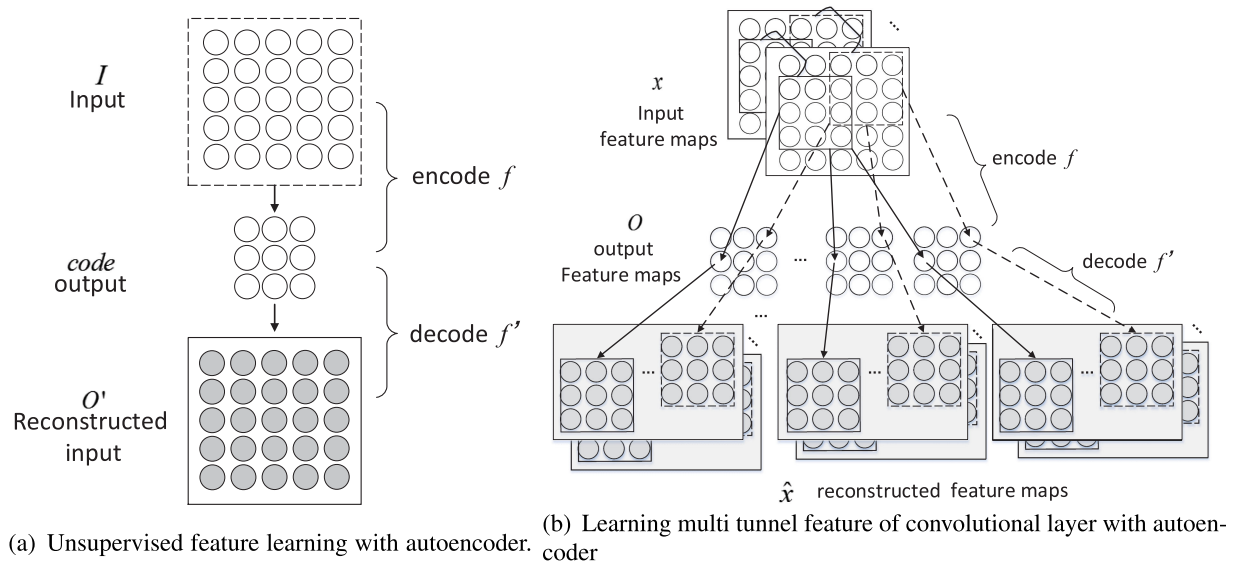 I
Input
encode f
code
output
decode f'
O'
Reconstructed
input
(a) Unsupervised feature learning with autoencoder.
...
x
Input
feature maps
encode f
O
output
Feature maps
...
decode f'
...
...
...
...
...
...
...
x̂ reconstructed feature maps
(b) Learning multi tunnel feature of convolutional layer with autoen-
coder